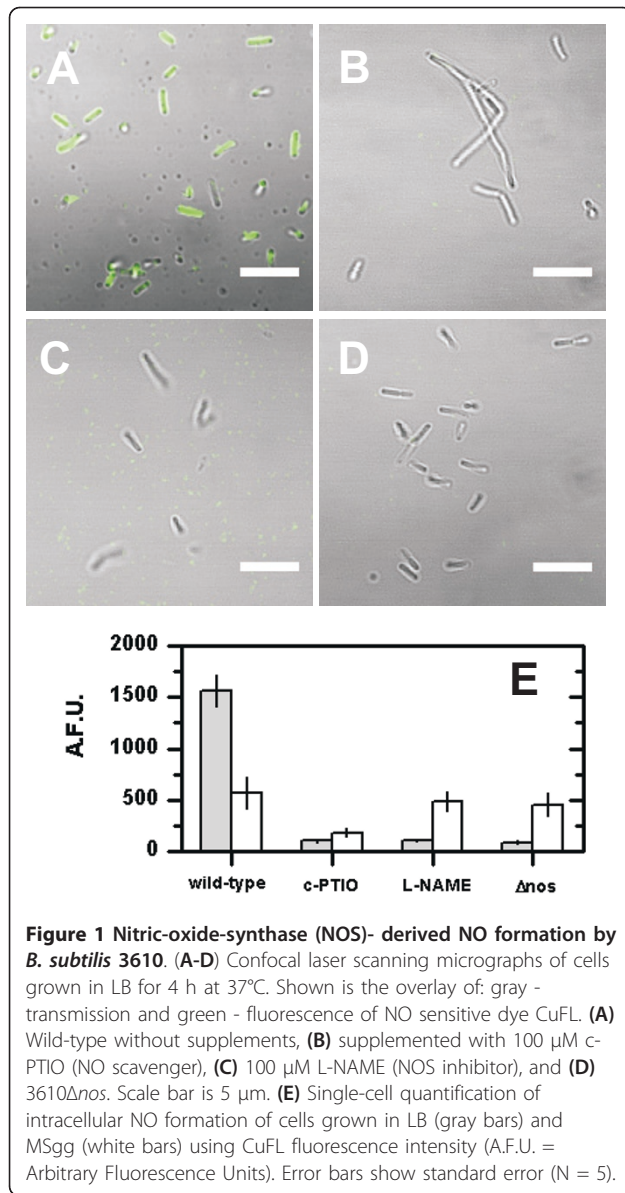 A
B
C
D
E
2000
1500
1000
500
0
A.F.U.
wild-type c-PTIO L-NAME Δnos
Figure 1 Nitric-oxide-synthase (NOS)- derived NO formation by
B. subtilis 3610. (A-D) Confocal laser scanning micrographs of cells
grown in LB for 4 h at 37°C. Shown is the overlay of: gray -
transmission and green - fluorescence of NO sensitive dye CuFL. (A)
Wild-type without supplements, (B) supplemented with 100 μM c-
PTIO (NO scavenger), (C) 100 μM L-NAME (NOS inhibitor), and (D)
3610Δnos. Scale bar is 5 μm. (E) Single-cell quantification of
intracellular NO formation of cells grown in LB (gray bars) and
MSgg (white bars) using CuFL fluorescence intensity (A.F.U. =
Arbitrary Fluorescence Units). Error bars show standard error (N = 5).